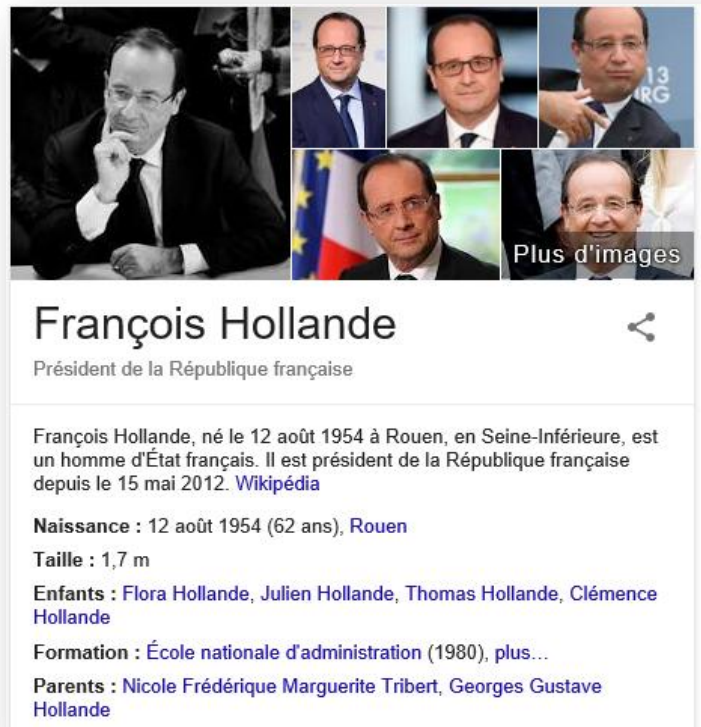 13
RG
Plus d'images
François Hollande
Président de la République française
François Hollande, né le 12 août 1954 à Rouen, en Seine-Inférieure, est
un homme d'État français. Il est président de la République française
depuis le 15 mai 2012. Wikipédia
Naissance : 12 août 1954 (62 ans), Rouen
Taille : 1,7 m
Enfants : Flora Hollande, Julien Hollande, Thomas Hollande, Clémence
Hollande
Formation : École nationale d'administration (1980), plus…
Parents : Nicole Frédérique Marguerite Tribert, Georges Gustave
Hollande